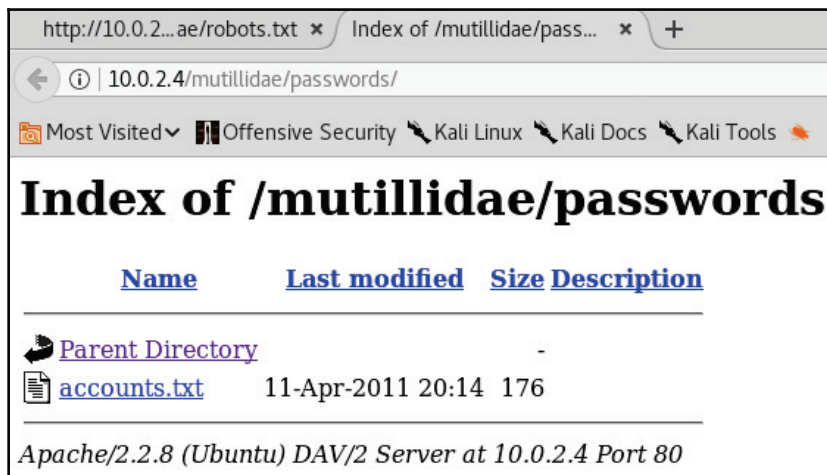 http://10.0.2...ae/robots.txt × Index of /mutillidae/pass... × +
10.0.2.4/mutillidae/passwords/
Most Visited Offensive Security Kali Linux Kali Docs Kali Tools
Index of /mutillidae/passwords
Name Last modified Size Description
Parent Directory -
accounts.txt 11-Apr-2011 20:14 176
Apache/2.2.8 (Ubuntu) DAV/2 Server at 10.0.2.4 Port 80